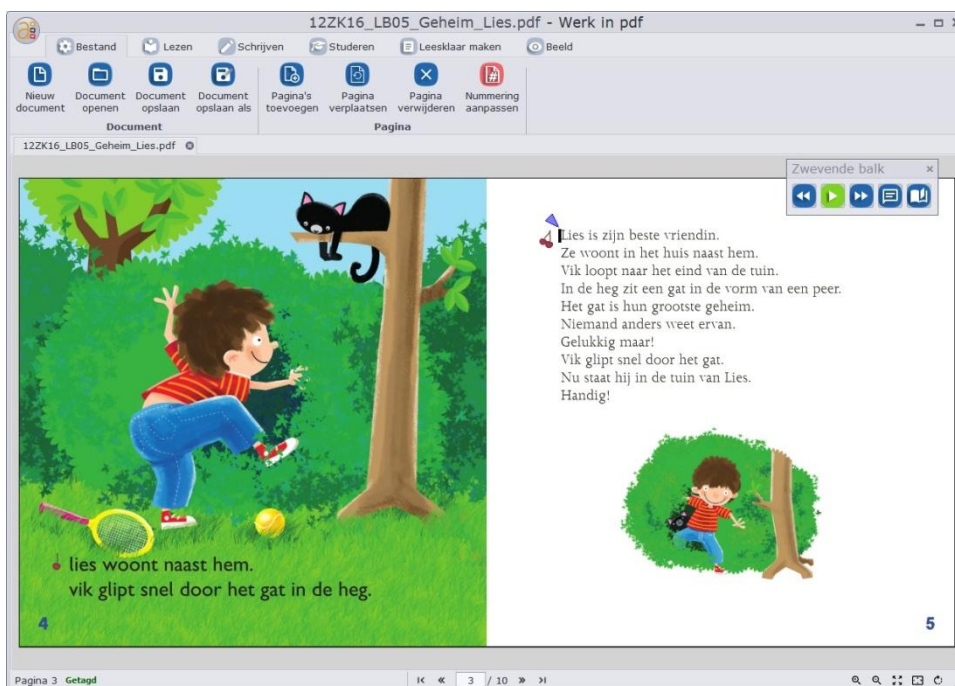 12ZK16_LB05_Geheim_Lies.pdf - Werk in pdf
Bestand Lezen Schrijven Studeren Leesklaar maken Beeld
Nieuw document
Document openen
Document opslaan
Document opslaan als
Pagina's toevoegen
Pagina verplaatsen
Pagina verwijderen
Nummering aanpassen
Document Pagina
12ZK16_LB05_Geheim_Lies.pdf
Zwevende balk
lies woont naast hem.
vik glipt snel door het gat in de heg.
4
Lies is zijn beste vriendin.
Ze woont in het huis naast hem.
Vik loopt naar het eind van de tuin.
In de heg zit een gat in de vorm van een peer.
Het gat is hun grootste geheim.
Niemand anders weet ervan.
Gelukkig maar!
Vik glipt snel door het gat.
Nu staat hij in de tuin van Lies.
Handig!
5
Pagina 3 Getagd 3 / 10